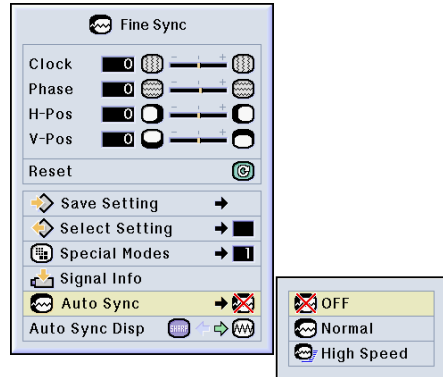 Fine Sync
Clock 0 - +
Phase 0 - +
H-Pos 0 - +
V-Pos 0 - +
Reset
Save Setting
Select Setting
Special Modes 1
Signal Info
Auto Sync
Auto Sync Disp SHARP
OFF
Normal
High Speed